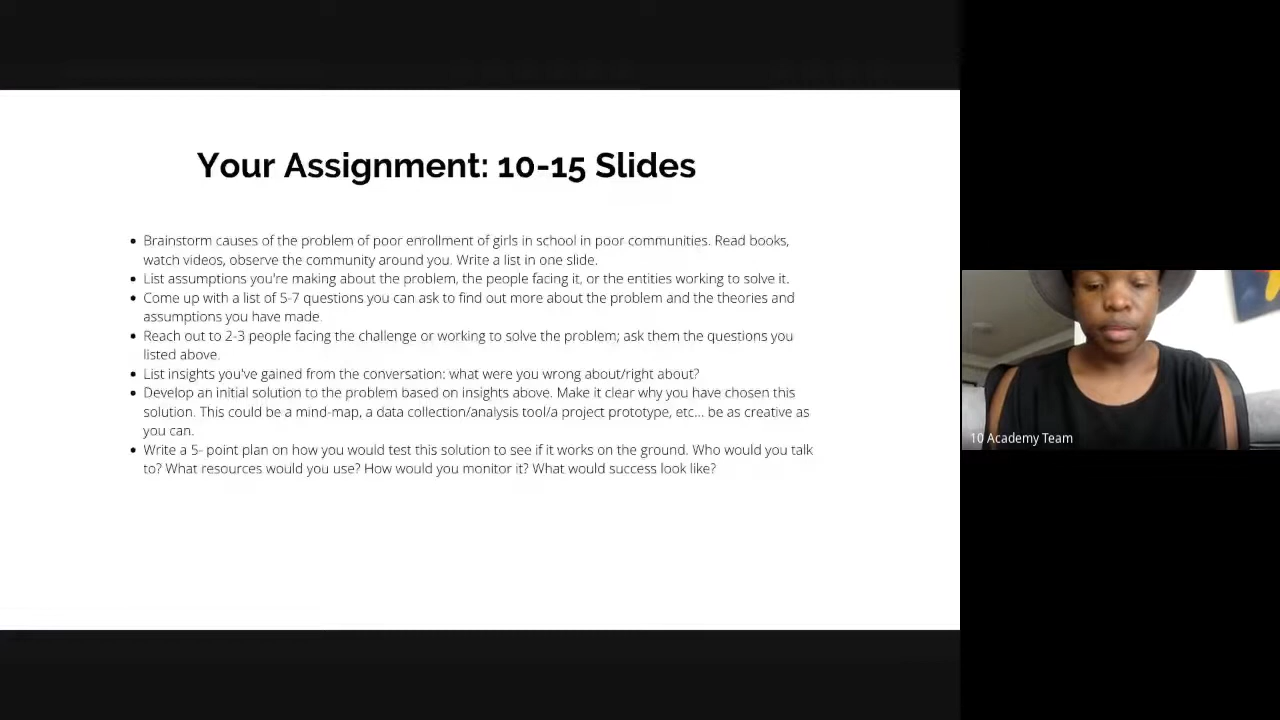 Your Assignment: 10-15 Slides
Brainstorm causes of the problem of poor enrollment of girls in school in poor communities. Read books,
watch videos, observe the community around you. Write a list in one slide.
List assumptions you're making about the problem, the people facing it, or the entities working to solve it.
Come up with a list of 5-7 questions you can ask to find out more about the problem and the theories and
assumptions you have made.
Reach out to 2-3 people facing the challenge or working to solve the problem; ask them the questions you
listed above.
List insights you've gained from the conversation: what were you wrong about/right about?
Develop an initial solution to the problem based on insights above. Make it clear why you have chosen this
solution. This could be a mind-map, a data collection/analysis tool/a project prototype, etc... be as creative as
you can.
Write a 5- point plan on how you would test this solution to see if it works on the ground. Who would you talk
to? What resources would you use? How would you monitor it? What would success look like?
10 Academy Team